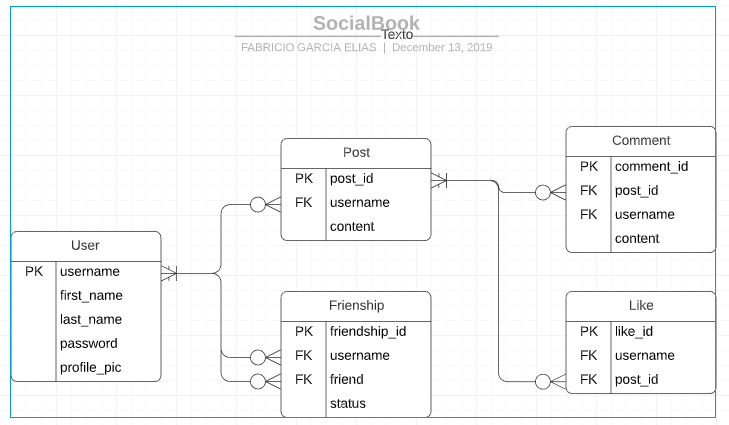 SocialBook
Texto
FABRICIO GARCIA ELIAS | December 13, 2019
Post
PK post_id
FK username
content
Comment
PK comment_id
FK post_id
FK username
content
User
PK username
first_name
last_name
password
profile_pic
Frienship
PK friendship_id
FK username
FK friend
status
Like
PK like_id
FK username
FK post_id